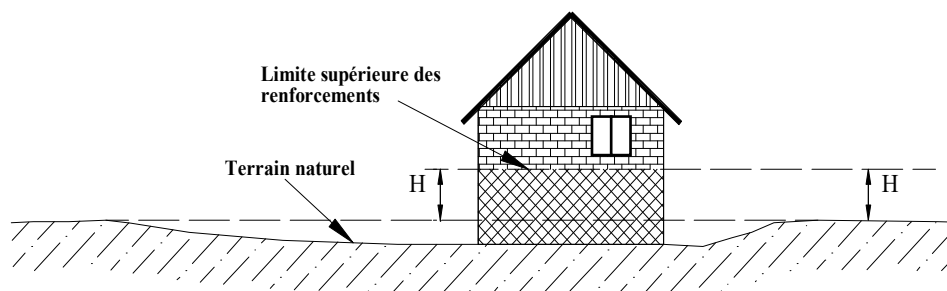 Limite supérieure des
renforcements
Terrain naturel
H
H